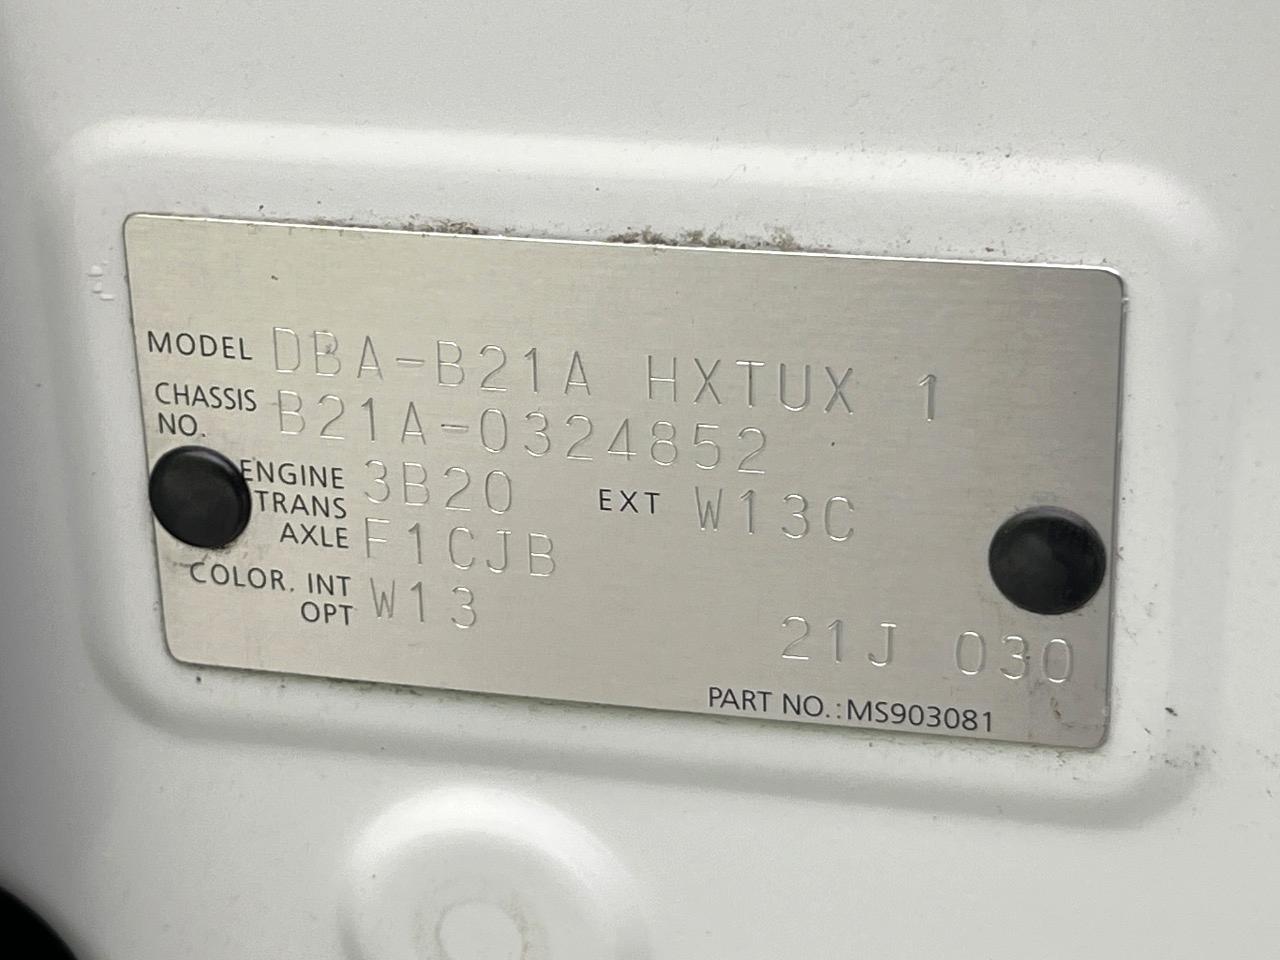 MODEL DBA-B21A HXTUX 1
CHASSIS NO. B21A-0324852
ENGINE 3B20 EXT W13C
TRANS AXLE F1CJB
COLOR. INT OPT W13
21J 030
PART NO.:MS903081